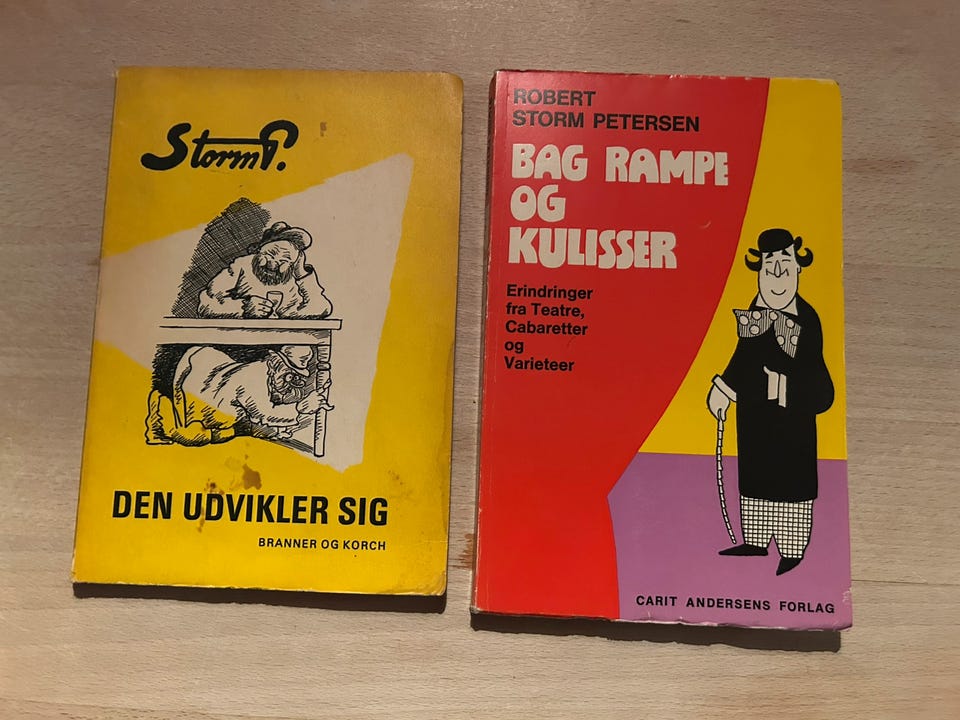 Storm P.
DEN UDVIKLER SIG
BRANNER OG KORCH
ROBERT
STORM PETERSEN
BAG RAMPE
OG
KULISSER
Erindringer
fra Teatre,
Cabaretter
og
Varieteer
CARIT ANDERSENS FORLAG